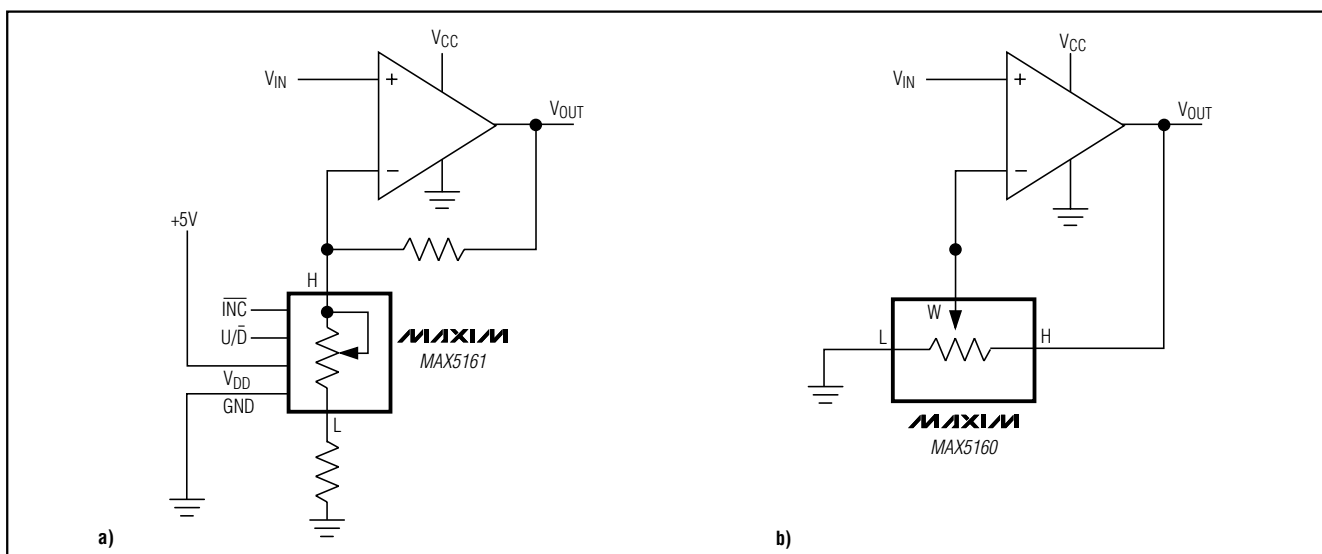 VCC
VIN
+
VOUT
−
+5V
H
INC
U/D
MAXIM
MAX5161
VDD
GND
L
a)
VCC
VIN
+
VOUT
−
W
L
H
MAXIM
MAX5160
b)